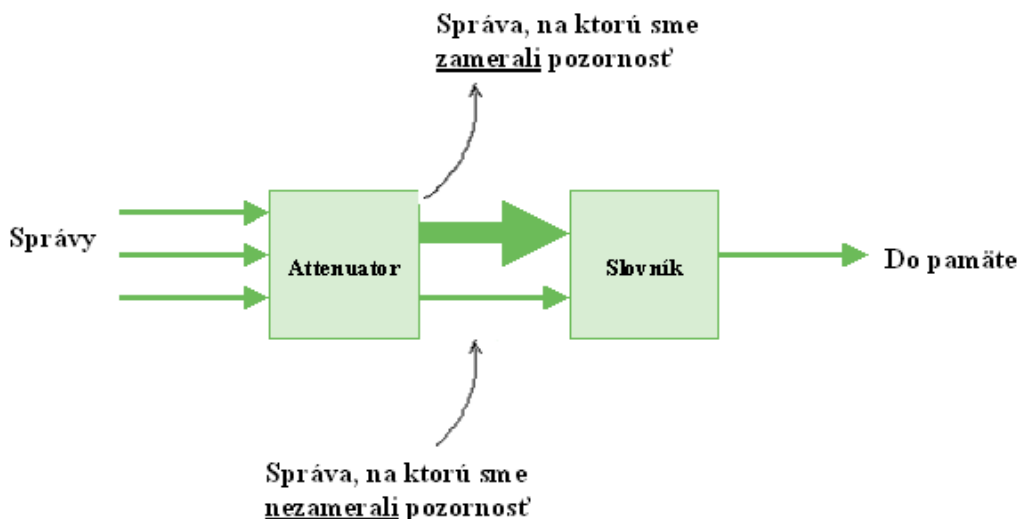 Správa, na ktorú sme
zamerali pozornosť
Správy
Attenuator
Slovník
Do pamäte
Správa, na ktorú sme
nezamerali pozornosť